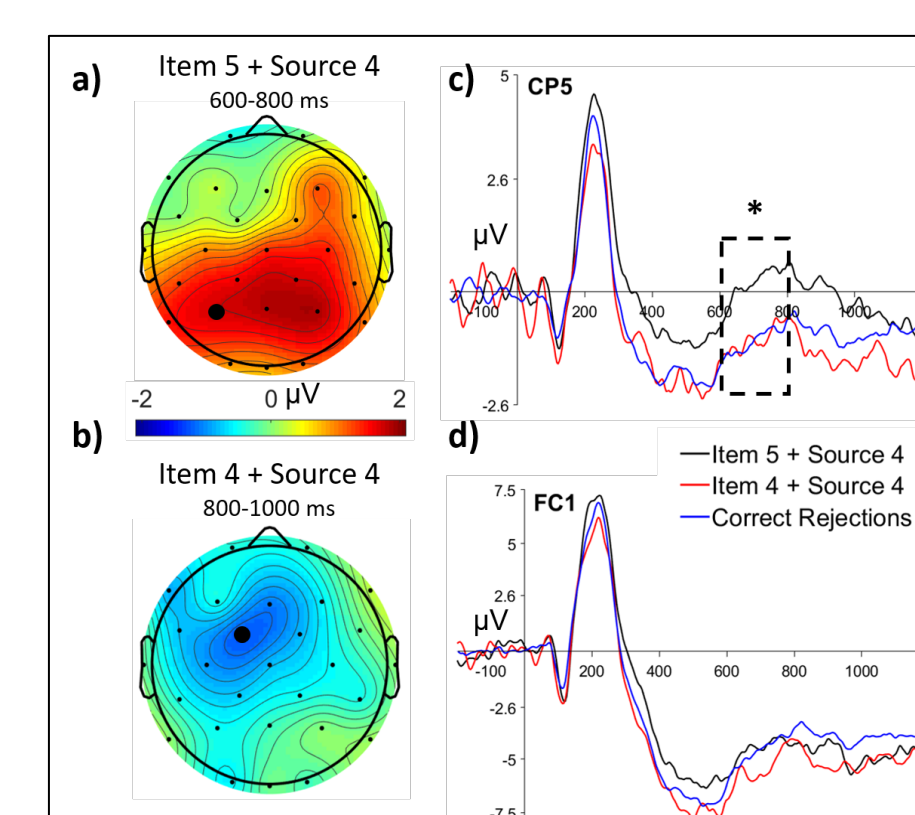 a)
Item 5 + Source 4
600-800 ms
-2
0 µV
2
b)
Item 4 + Source 4
800-1000 ms
c)
CP5
5
2.6
µV
*
-100
200
400
600
800
1000
-2.6
d)
Item 5 + Source 4
Item 4 + Source 4
Correct Rejections
FC1
7.5
5
2.6
µV
-100
200
400
600
800
1000
-2.6
-5
-7.5